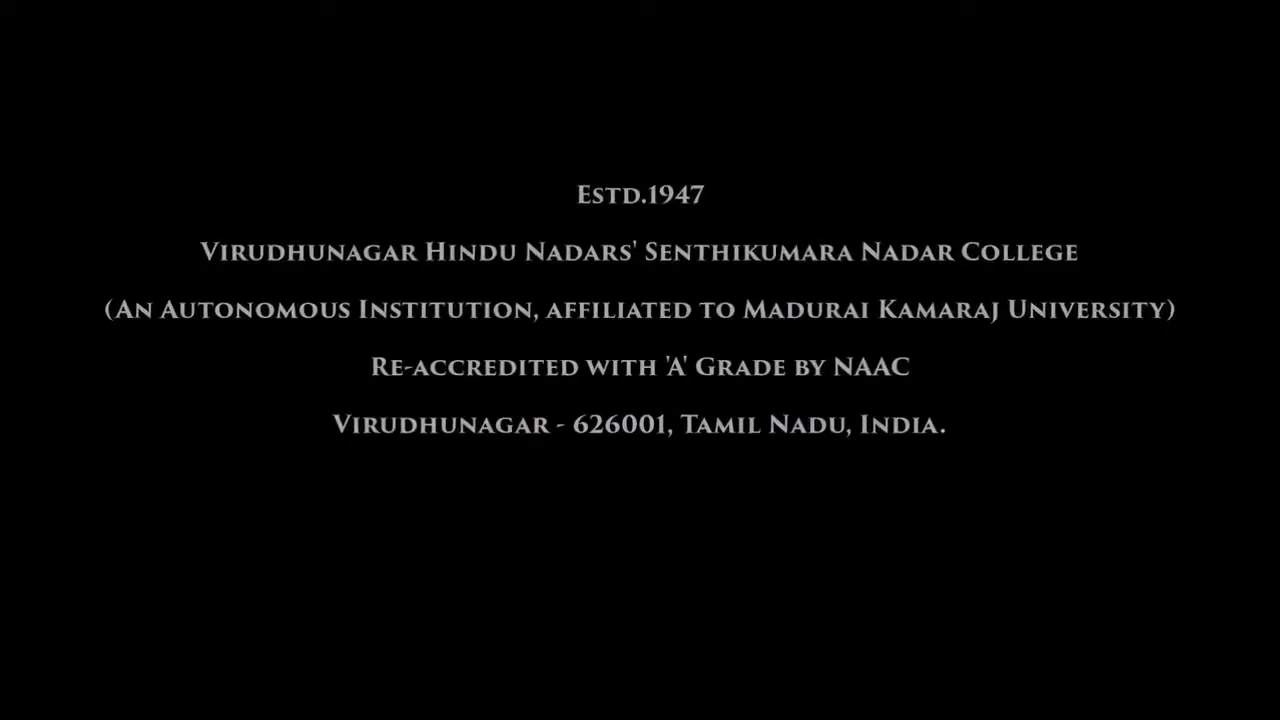 Estd.1947
Virudhunagar Hindu Nadars' Senthikumara Nadar College
(An Autonomous Institution, affiliated to Madurai Kamaraj University)
Re-accredited with 'A' Grade by NAAC
Virudhunagar - 626001, Tamil Nadu, India.